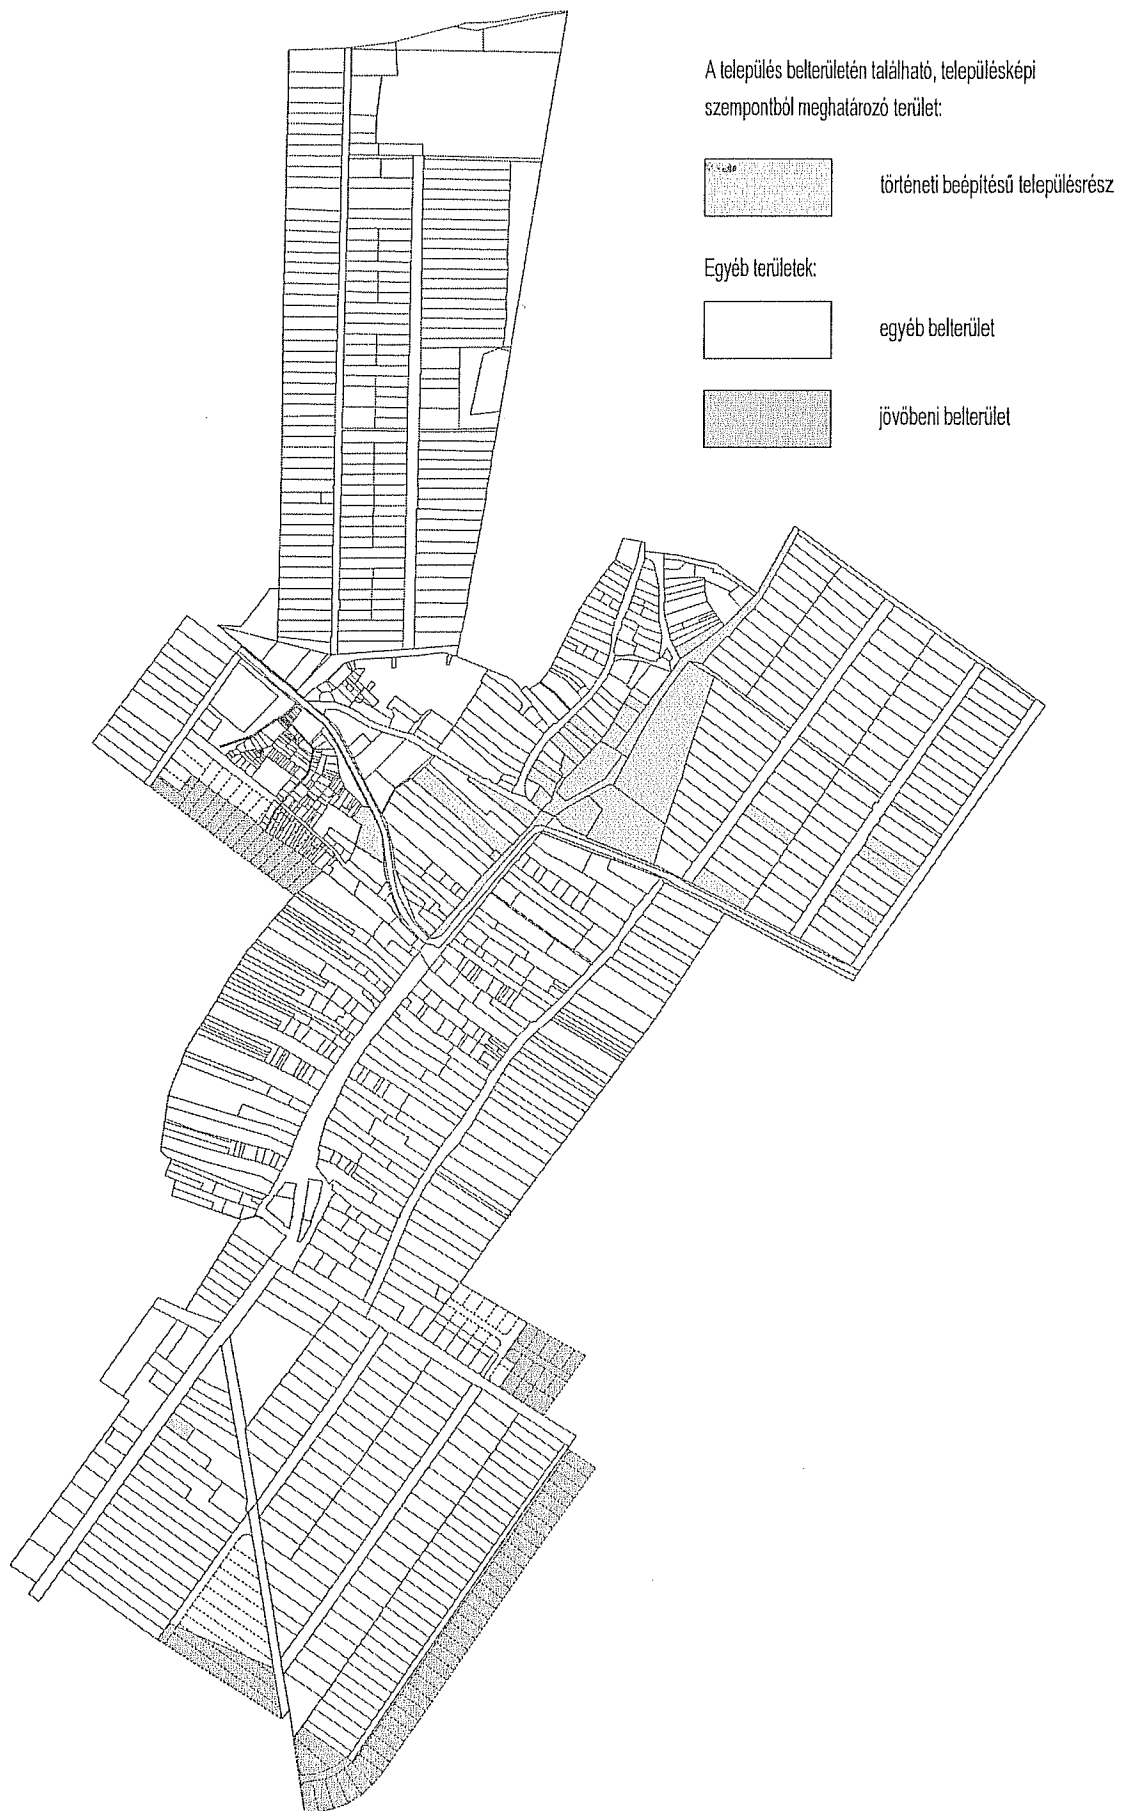 A település belterületén található, településképi
szempontból meghatározó terület:
történeti beépítésű településrész
Egyéb területek:
egyéb belterület
jövőbeni belterület